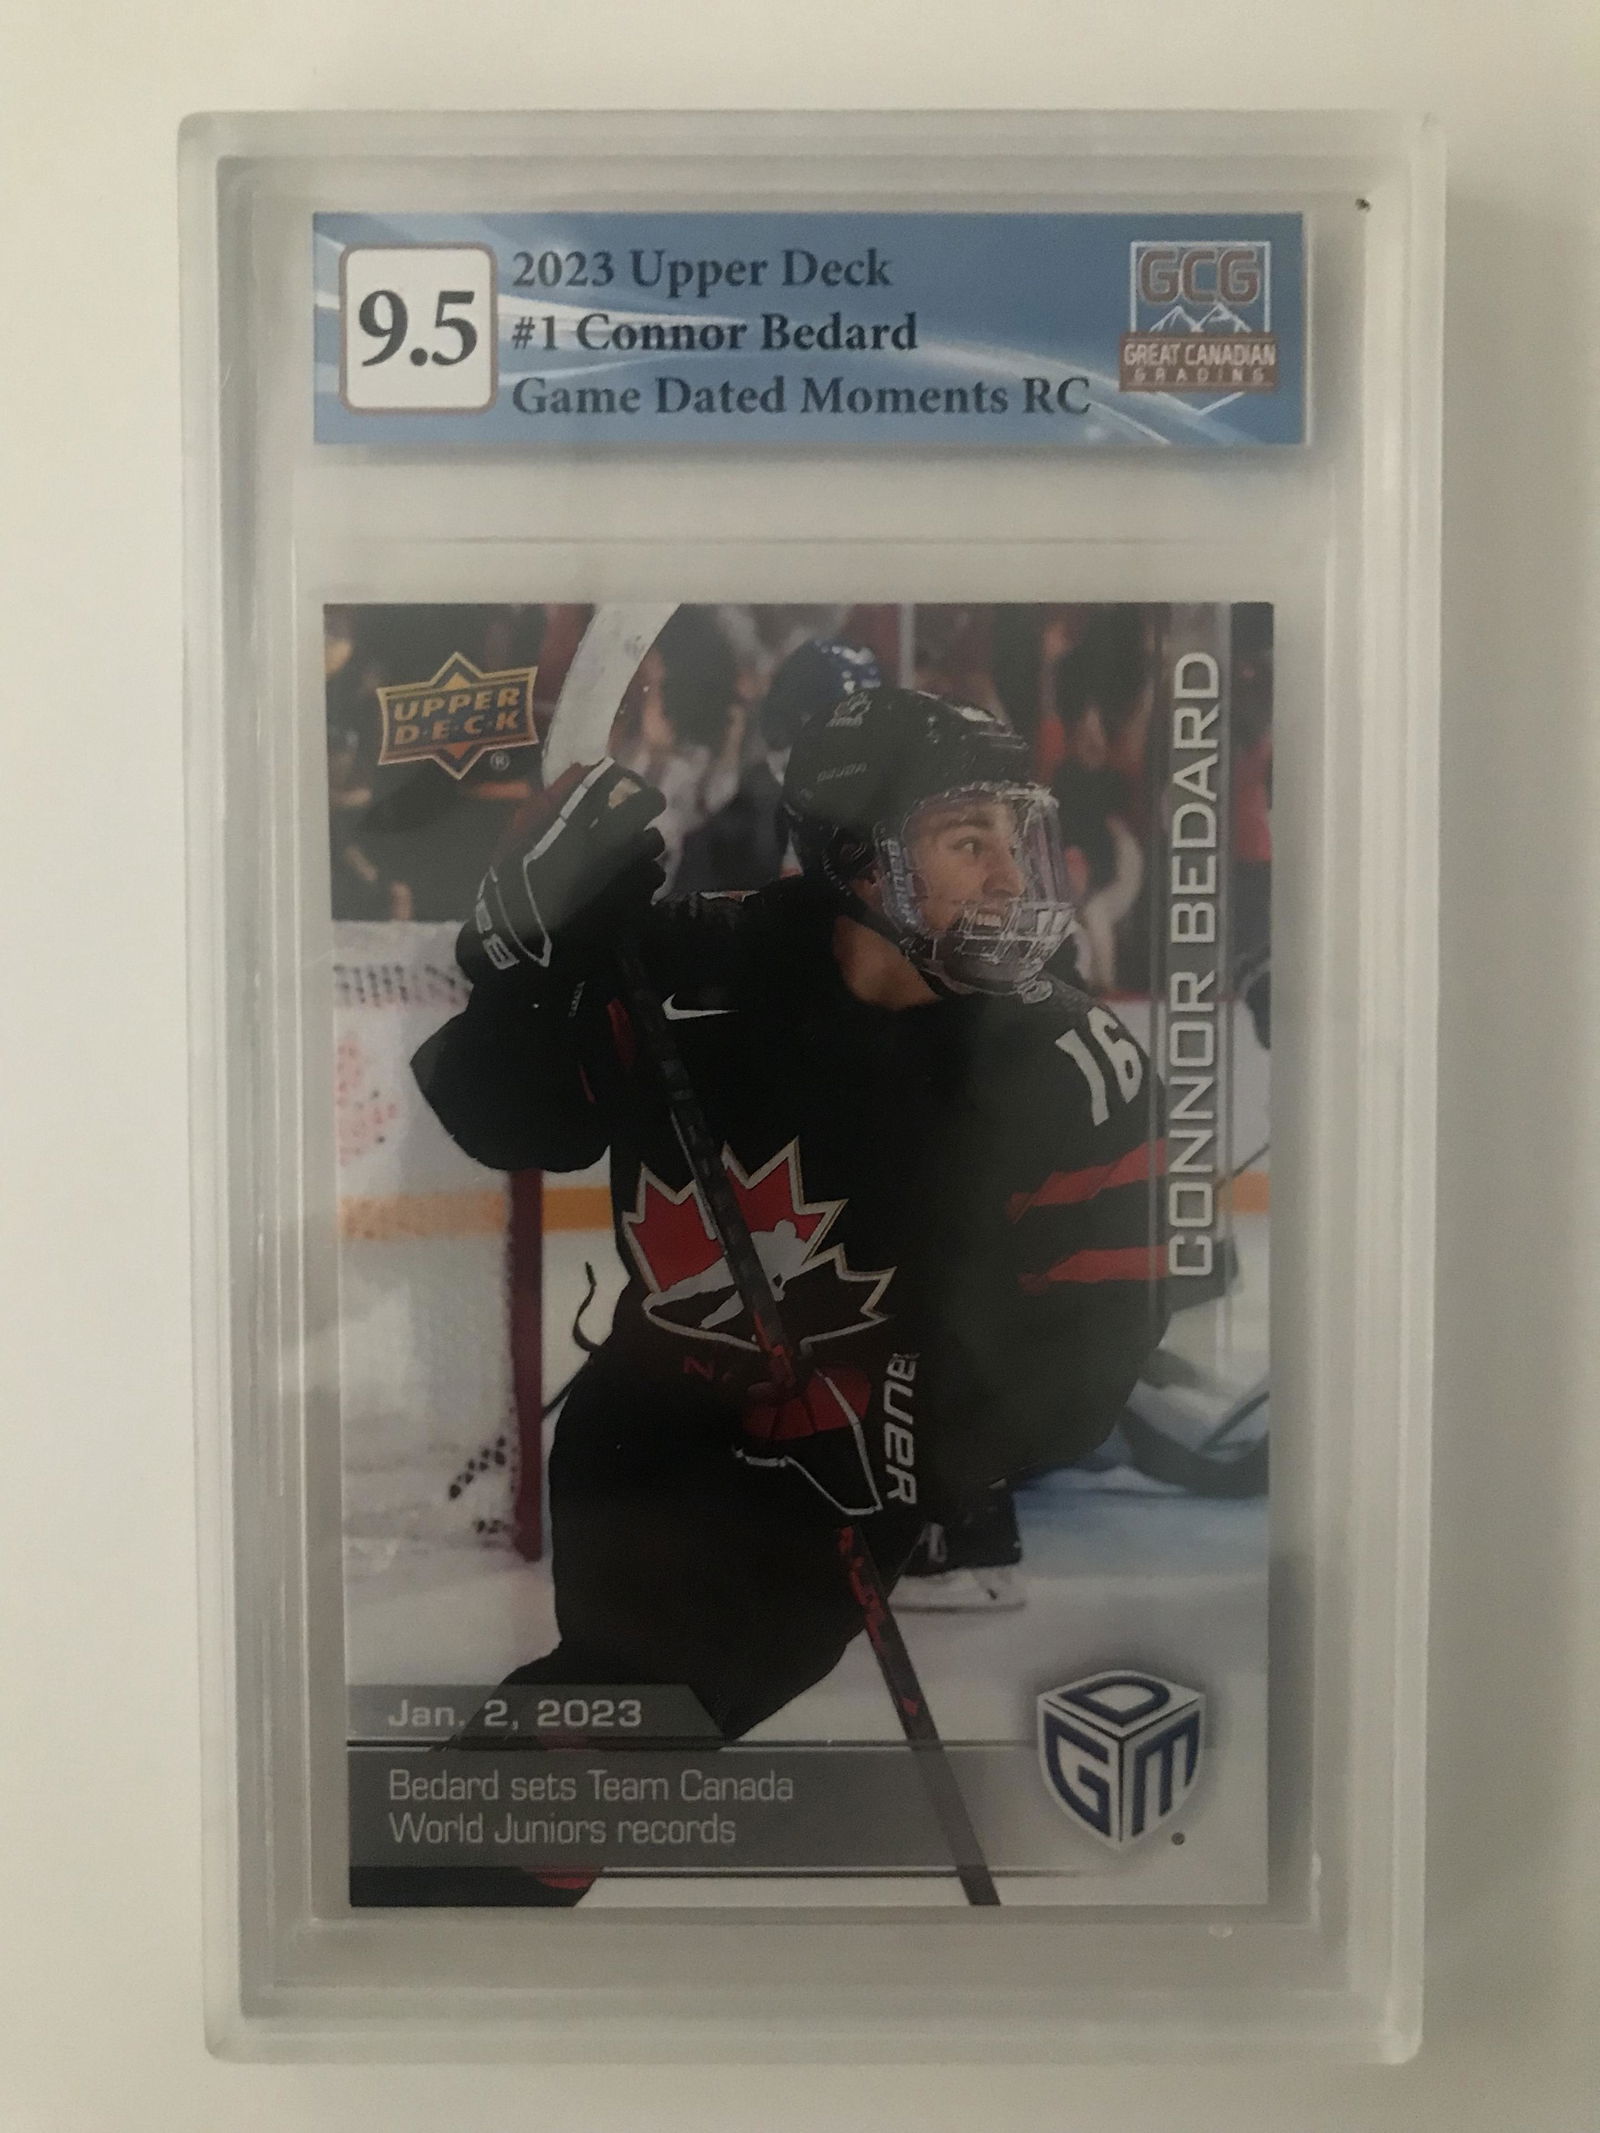 9.5
2023 Upper Deck
#1 Connor Bedard
Game Dated Moments RC
GCG
GREAT CANADIAN
GRADING
UPPER
D·E·C·K
®
CONNOR BEDARD
BAUER
16
BAUER
Jan. 2, 2023
Bedard sets Team Canada
World Juniors records
GDM